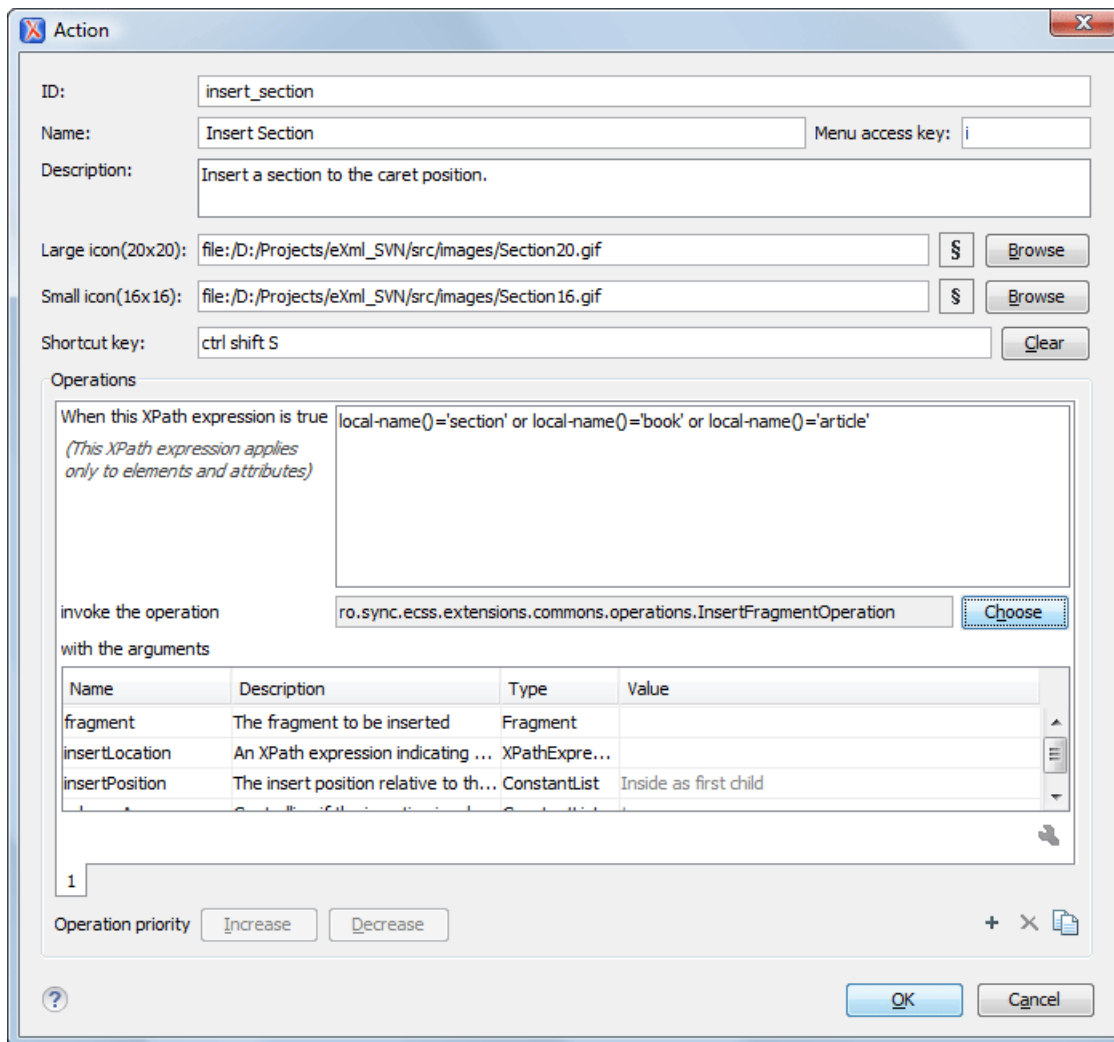 Action
ID: insert_section
Name: Insert Section Menu access key: i
Description: Insert a section to the caret position.
Large icon(20x20): file:/D:/Projects/eXml_SVN/src/images/Section20.gif § Browse
Small icon(16x16): file:/D:/Projects/eXml_SVN/src/images/Section16.gif § Browse
Shortcut key: ctrl shift S Clear
Operations
When this XPath expression is true local-name()='section' or local-name()='book' or local-name()='article'
(This XPath expression applies
only to elements and attributes)
invoke the operation ro.sync.ecss.extensions.commons.operations.InsertFragmentOperation Choose
with the arguments
Name Description Type Value
fragment The fragment to be inserted Fragment
insertLocation An XPath expression indicating ... XPathExpre...
insertPosition The insert position relative to th... ConstantList Inside as first child
1
Operation priority Increase Decrease
? OK Cancel